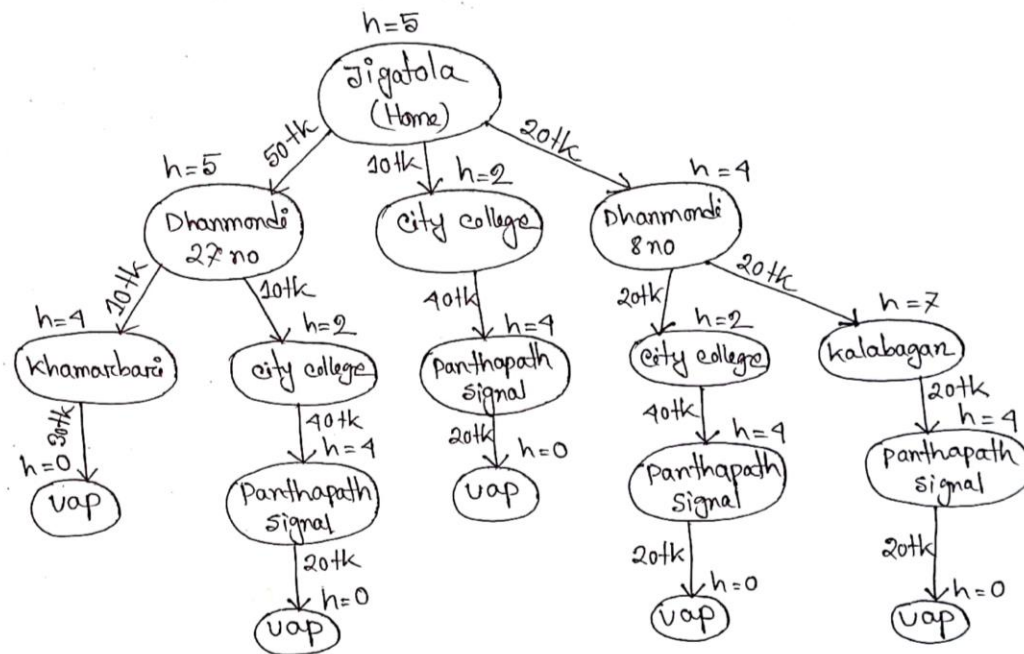 h=5
Jigatola
(Home)
50tk
10tk
20tk
h=5
h=2
h=4
Dhanmondi
27 no
City college
Dhanmondi
8 no
10tk
10tk
40tk
20tk
20tk
h=4
h=2
h=4
h=2
h=7
Khamarbari
City college
Panthapath
Signal
City college
Kalabagan
30tk
40tk
20tk
40tk
20tk
h=0
h=4
h=0
h=4
h=4
Uap
Panthapath
Signal
Uap
Panthapath
Signal
Panthapath
Signal
20tk
20tk
20tk
h=0
h=0
h=0
Uap
Uap
Uap